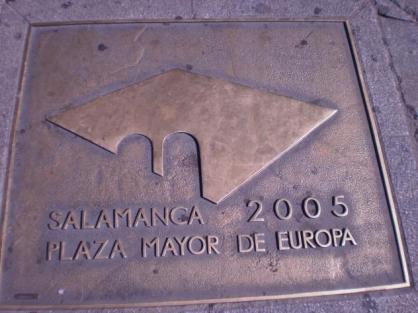 SALAMANCA 2005
PLAZA MAYOR DE EUROPA